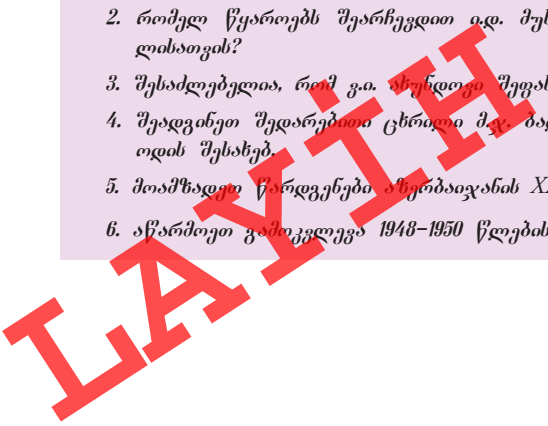 2. რომელ წყაროებს შეარჩევდით ი.დ.
ლისათვის?
3. შესაძლებელია, რომ ვ.ი. ახუნდოვი
4. შეადგინეთ შედარებითი ცხრილი მ.ჯ.
ოდის შესახებ.
5. მოამზადეთ წარდგენები აზერბაიჯანის
6. აწარმოეთ გამოკვლევა 1948–1950 წლების
LAYİH